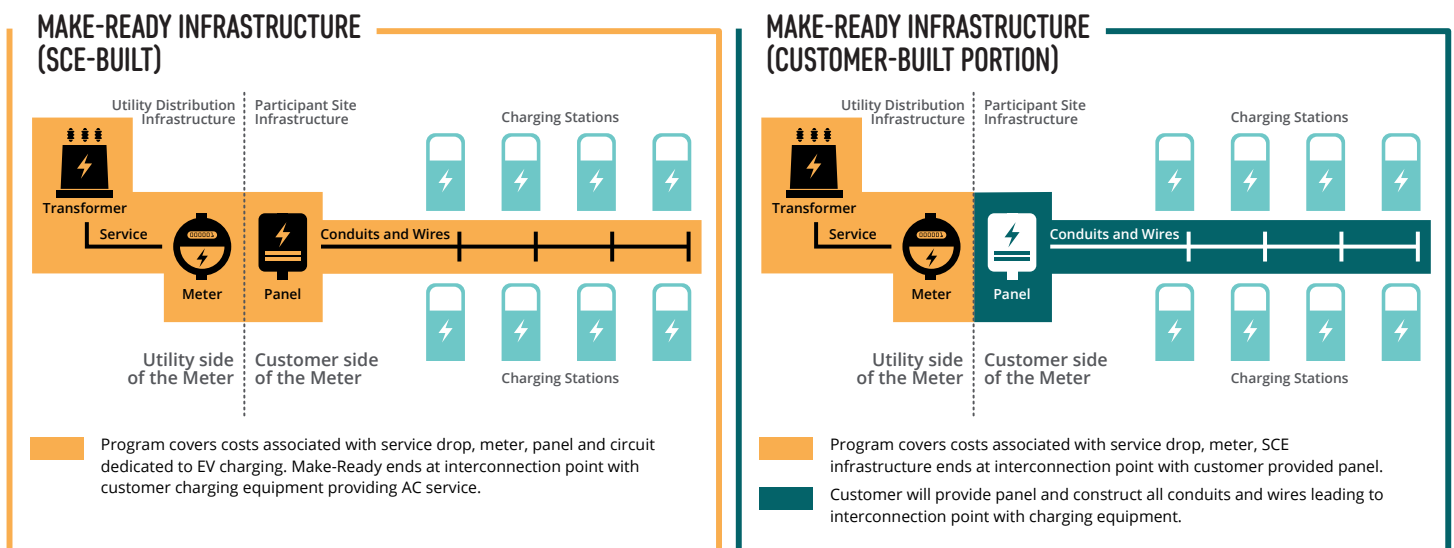 MAKE-READY INFRASTRUCTURE
(SCE-BUILT)
Utility Distribution
Infrastructure
Participant Site
Infrastructure
Charging Stations
Transformer
Service
000001
Conduits and Wires
Meter
Panel
Utility side
of the Meter
Customer side
of the Meter
Charging Stations
Program covers costs associated with service drop, meter, panel and circuit
dedicated to EV charging. Make-Ready ends at interconnection point with
customer charging equipment providing AC service.
MAKE-READY INFRASTRUCTURE
(CUSTOMER-BUILT PORTION)
Utility Distribution
Infrastructure
Participant Site
Infrastructure
Charging Stations
Transformer
Service
000001
Conduits and Wires
Meter
Panel
Utility side
of the Meter
Customer side
of the Meter
Charging Stations
Program covers costs associated with service drop, meter, SCE
infrastructure ends at interconnection point with customer provided panel.
Customer will provide panel and construct all conduits and wires leading to
interconnection point with charging equipment.